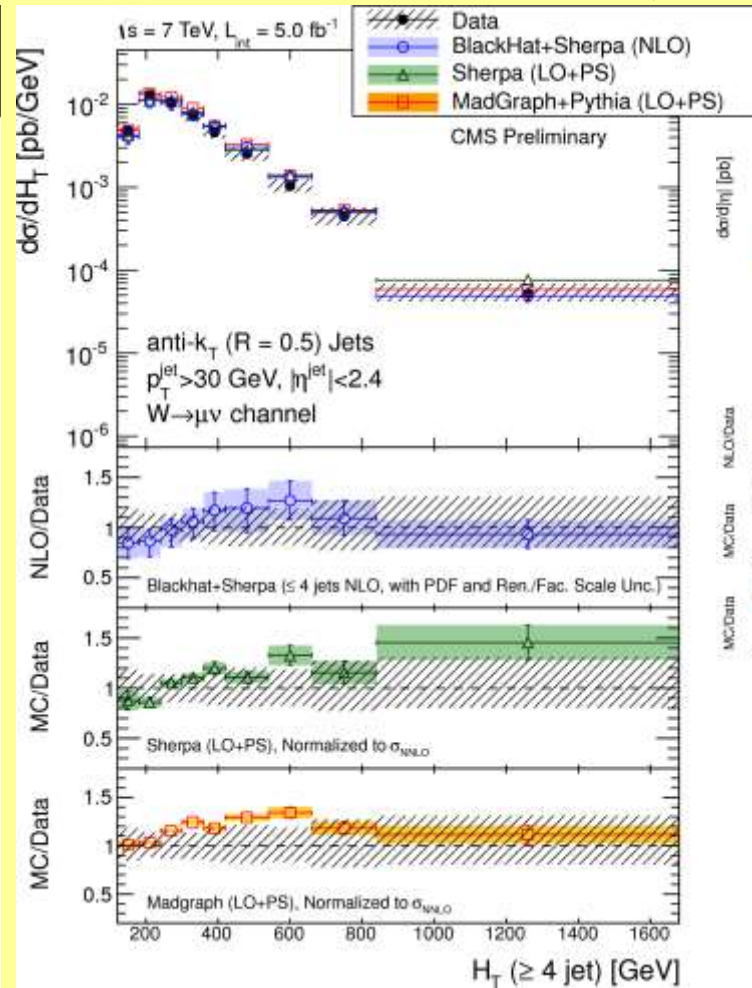 √s = 7 TeV, L_int = 5.0 fb⁻¹
Data
BlackHat+Sherpa (NLO)
Sherpa (LO+PS)
MadGraph+Pythia (LO+PS)
CMS Preliminary
dσ/dH_T [pb/GeV]
10⁻²
10⁻³
10⁻⁴
10⁻⁵
10⁻⁶
anti-k_T (R = 0.5) Jets
p_T^jet>30 GeV, |η^jet|<2.4
W→μν channel
dσ/d|η| [pb]
NLO/Data
1.5
1
0.5
Blackhat+Sherpa (≤ 4 jets NLO, with PDF and Ren./Fac. Scale Unc.)
NLO/Data
MC/Data
1.5
1
0.5
Sherpa (LO+PS), Normalized to σ_NNLO
MC/Data
MC/Data
MC/Data
1.5
1
0.5
Madgraph (LO+PS), Normalized to σ_NNLO
200 400 600 800 1000 1200 1400 1600
H_T (≥ 4 jet) [GeV]